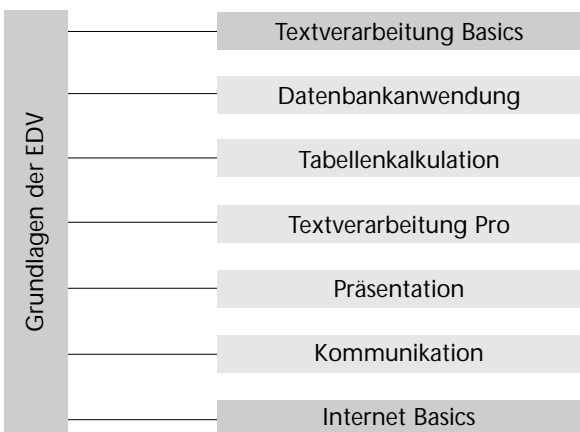 Grundlagen der EDV
Textverarbeitung Basics
Datenbankanwendung
Tabellenkalkulation
Textverarbeitung Pro
Präsentation
Kommunikation
Internet Basics